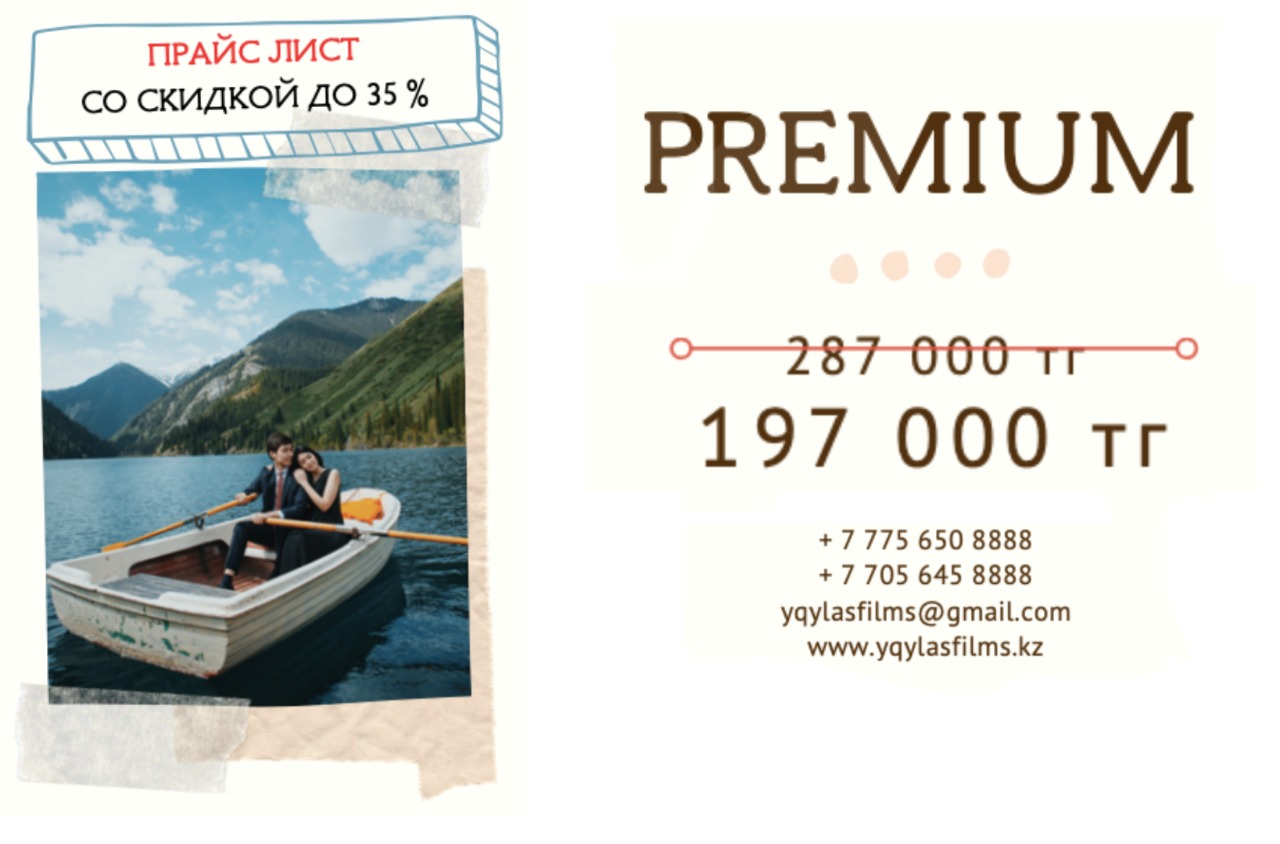 ПРАЙС ЛИСТ
СО СКИДКОЙ ДО 35 %
PREMIUM
287 000 тг
197 000 тг
+ 7 775 650 8888
+ 7 705 645 8888
yqylasfilms@gmail.com
www.yqylasfilms.kz